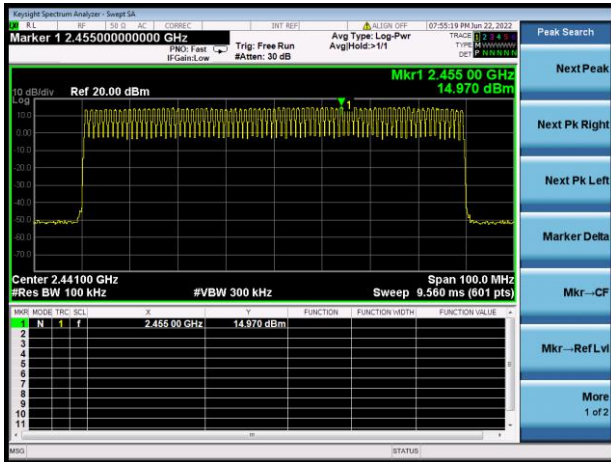 Keysight Spectrum Analyzer - Swept SA
RL RF 50 Ω AC CORREC INT REF ALIGN OFF 07:55:19 PM Jun 22, 2022
Marker 1 2.455000000000 GHz
PNO: Fast
IFGain:Low
Trig: Free Run
#Atten: 30 dB
Avg Type: Log-Pwr
Avg|Hold:>1/1
TRACE 1 2 3 4 5 6
TYPE M WWWWW
DET P NNNNN
Peak Search
Mkr1 2.455 00 GHz
14.970 dBm
10 dB/div Ref 20.00 dBm
Log
1
10.0
0.00
-10.0
-20.0
-30.0
-40.0
-50.0
-60.0
-70.0
Center 2.44100 GHz Span 100.0 MHz
#Res BW 100 kHz #VBW 300 kHz Sweep 9.560 ms (601 pts)
MKR MODE TRC SCL X Y FUNCTION FUNCTION WIDTH FUNCTION VALUE
1 N 1 f 2.455 00 GHz 14.970 dBm
2
3
4
5
6
7
8
9
10
11
Next Peak
Next Pk Right
Next Pk Left
Marker Delta
Mkr→CF
Mkr→Ref Lvl
More
1 of 2
MSG STATUS